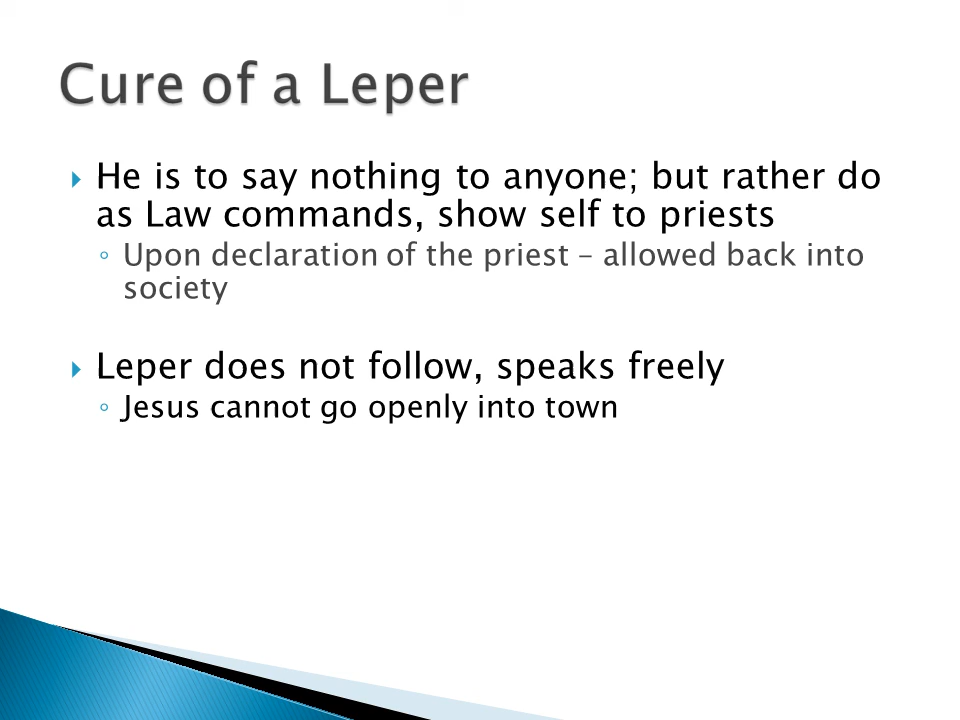 Cure of a Leper
He is to say nothing to anyone; but rather do
as Law commands, show self to priests
Upon declaration of the priest – allowed back into
society
Leper does not follow, speaks freely
Jesus cannot go openly into town